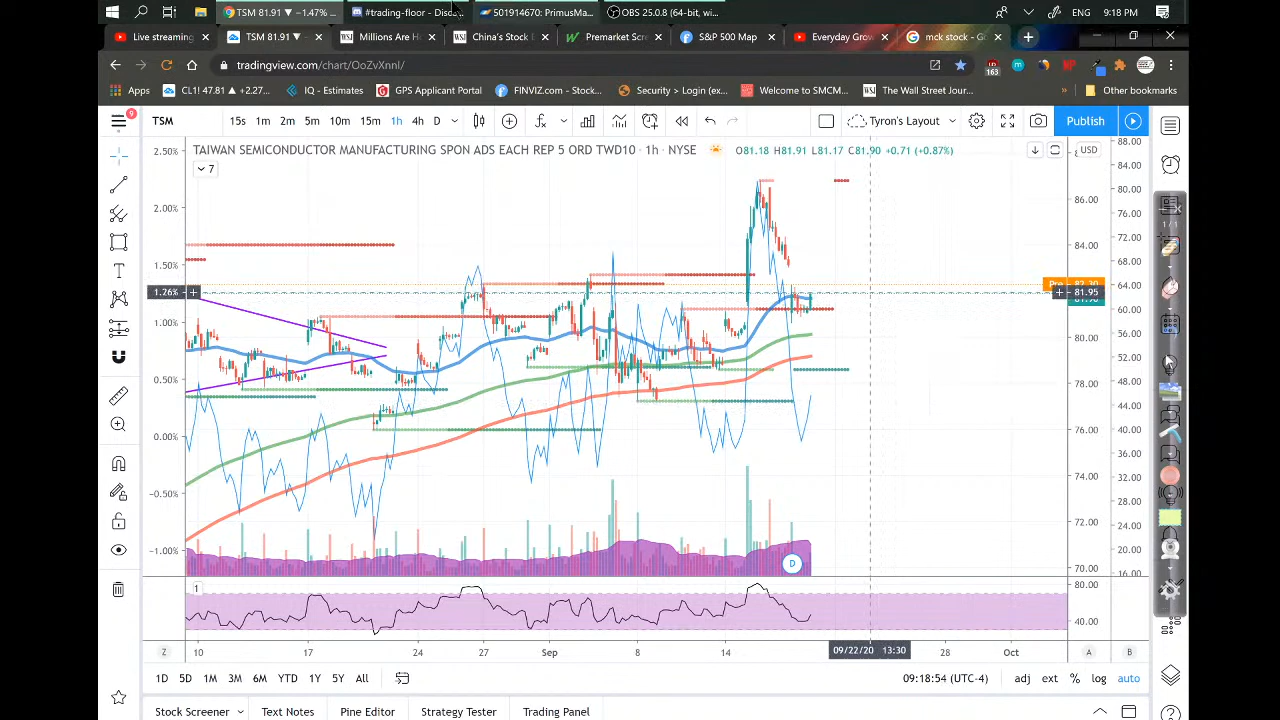 TSM 81.91 ▼ −1.47% ...
#trading-floor - Disc...
501914670: PrimusMa...
OBS 25.0.8 (64-bit, wi...
ENG
9:18 PM
Live streaming
TSM 81.91 ▼ −
Millions Are H
China's Stock E
Premarket Scr
S&P 500 Map
Everyday Grow
mck stock - Go
tradingview.com/chart/OoZvXnnl/
163
Apps
CL1! 47.81 ▲ +2.27...
IQ - Estimates
GPS Applicant Portal
FINVIZ.com - Stock...
Security > Login (ex...
Welcome to SMCM...
The Wall Street Jour...
Other bookmarks
9
TSM
15s 1m 2m 5m 10m 15m 1h 4h D
Tyron's Layout
Publish
TAIWAN SEMICONDUCTOR MANUFACTURING SPON ADS EACH REP 5 ORD TWD10 · 1h · NYSE
O81.18 H81.91 L81.17 C81.90 +0.71 (+0.87%)
USD
7
2.50%
2.00%
1.50%
1.26%
1.00%
0.50%
0.00%
−0.50%
−1.00%
86.00
84.00
81.95
80.00
78.00
76.00
74.00
72.00
70.00
88.00
84.00
80.00
76.00
72.00
68.00
64.00
60.00
56.00
52.00
48.00
44.00
40.00
36.00
32.00
28.00
24.00
20.00
16.00
1 / 1
D
1
80.00
40.00
Z
10 17 24 27 Sep 8 14 09/22/20 13:30 28 Oct
A B
1D 5D 1M 3M 6M YTD 1Y 5Y All
09:18:54 (UTC-4)
adj ext % log auto
Stock Screener
Text Notes
Pine Editor
Strategy Tester
Trading Panel